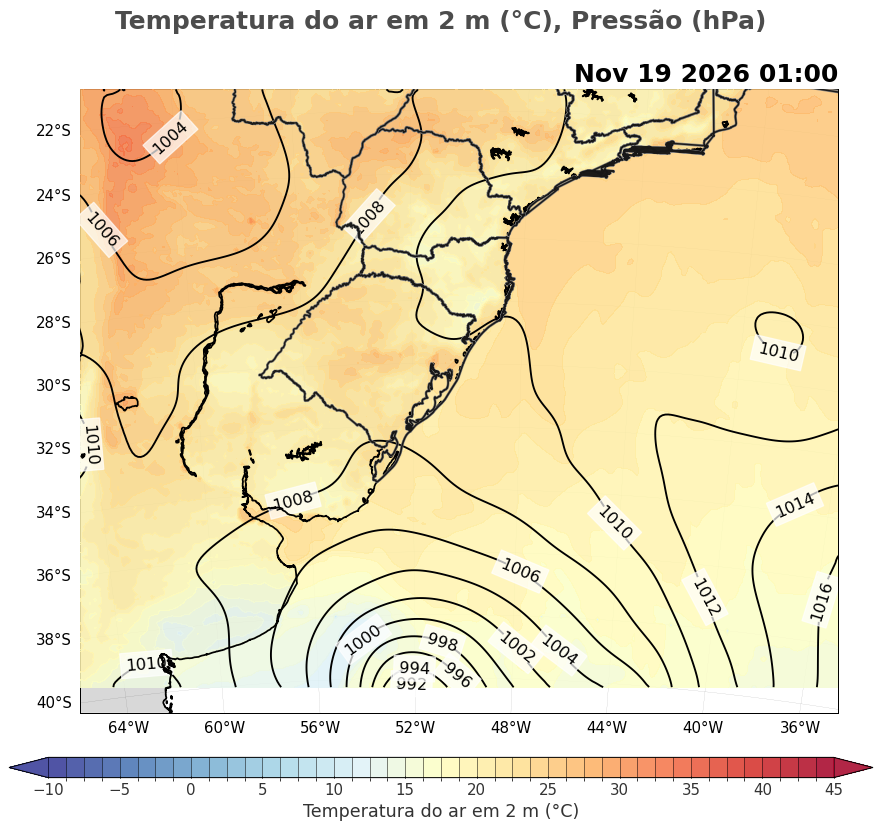 Temperatura do ar em 2 m (°C), Pressão (hPa)
Nov 19 2026 01:00
22°S
24°S
26°S
28°S
30°S
32°S
34°S
36°S
38°S
40°S
1004
1006
1008
1010
1010
1008
1010
1014
1006
1012
1016
1000
998
1002
1004
1010
994
996
992
64°W
60°W
56°W
52°W
48°W
44°W
40°W
36°W
−10
−5
0
5
10
15
20
25
30
35
40
45
Temperatura do ar em 2 m (°C)